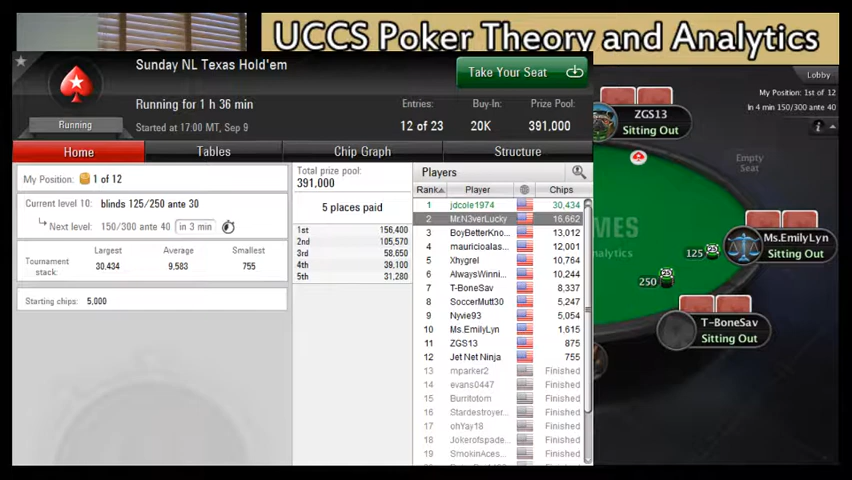 UCCS Poker Theory and Analytics
Sunday NL Texas Hold'em
Take Your Seat
Running for 1 h 36 min
Started at 17:00 MT, Sep 9
Running
Entries: Buy-In: Prize Pool:
12 of 23 20K 391,000
Home Tables Chip Graph Structure
My Position: 1 of 12
Current level 10: blinds 125/250 ante 30
Next level: 150/300 ante 40 in 3 min
Largest Average Smallest
Tournament stack: 30,434 9,583 755
Starting chips: 5,000
Total prize pool:
391,000
5 places paid
1st 156,400
2nd 105,570
3rd 58,650
4th 39,100
5th 31,280
Players
Rank Player Chips
1 jdcole1974 30,434
2 Mr.N3verLucky 16,662
3 BoyBetterKno... 13,012
4 mauricioalas... 12,001
5 Xhygrel 10,764
6 AlwaysWinni... 10,244
7 T-BoneSav 8,337
8 SoccerMutt30 5,247
9 Nyvie93 5,054
10 Ms.EmilyLyn 1,615
11 ZGS13 875
12 Jet Net Ninja 755
13 mparker2 Finished
14 evans0447 Finished
15 Burritotom Finished
16 Stardestroyer... Finished
17 ohYay18 Finished
18 Jokerofspade... Finished
19 SmokinAces... Finished
Lobby
My Position: 1st of 12
In 4 min 150/300 ante 40
ZGS13
Sitting Out
Empty
Seat
Ms.EmilyLyn
Sitting Out
125
250
T-BoneSav
Sitting Out